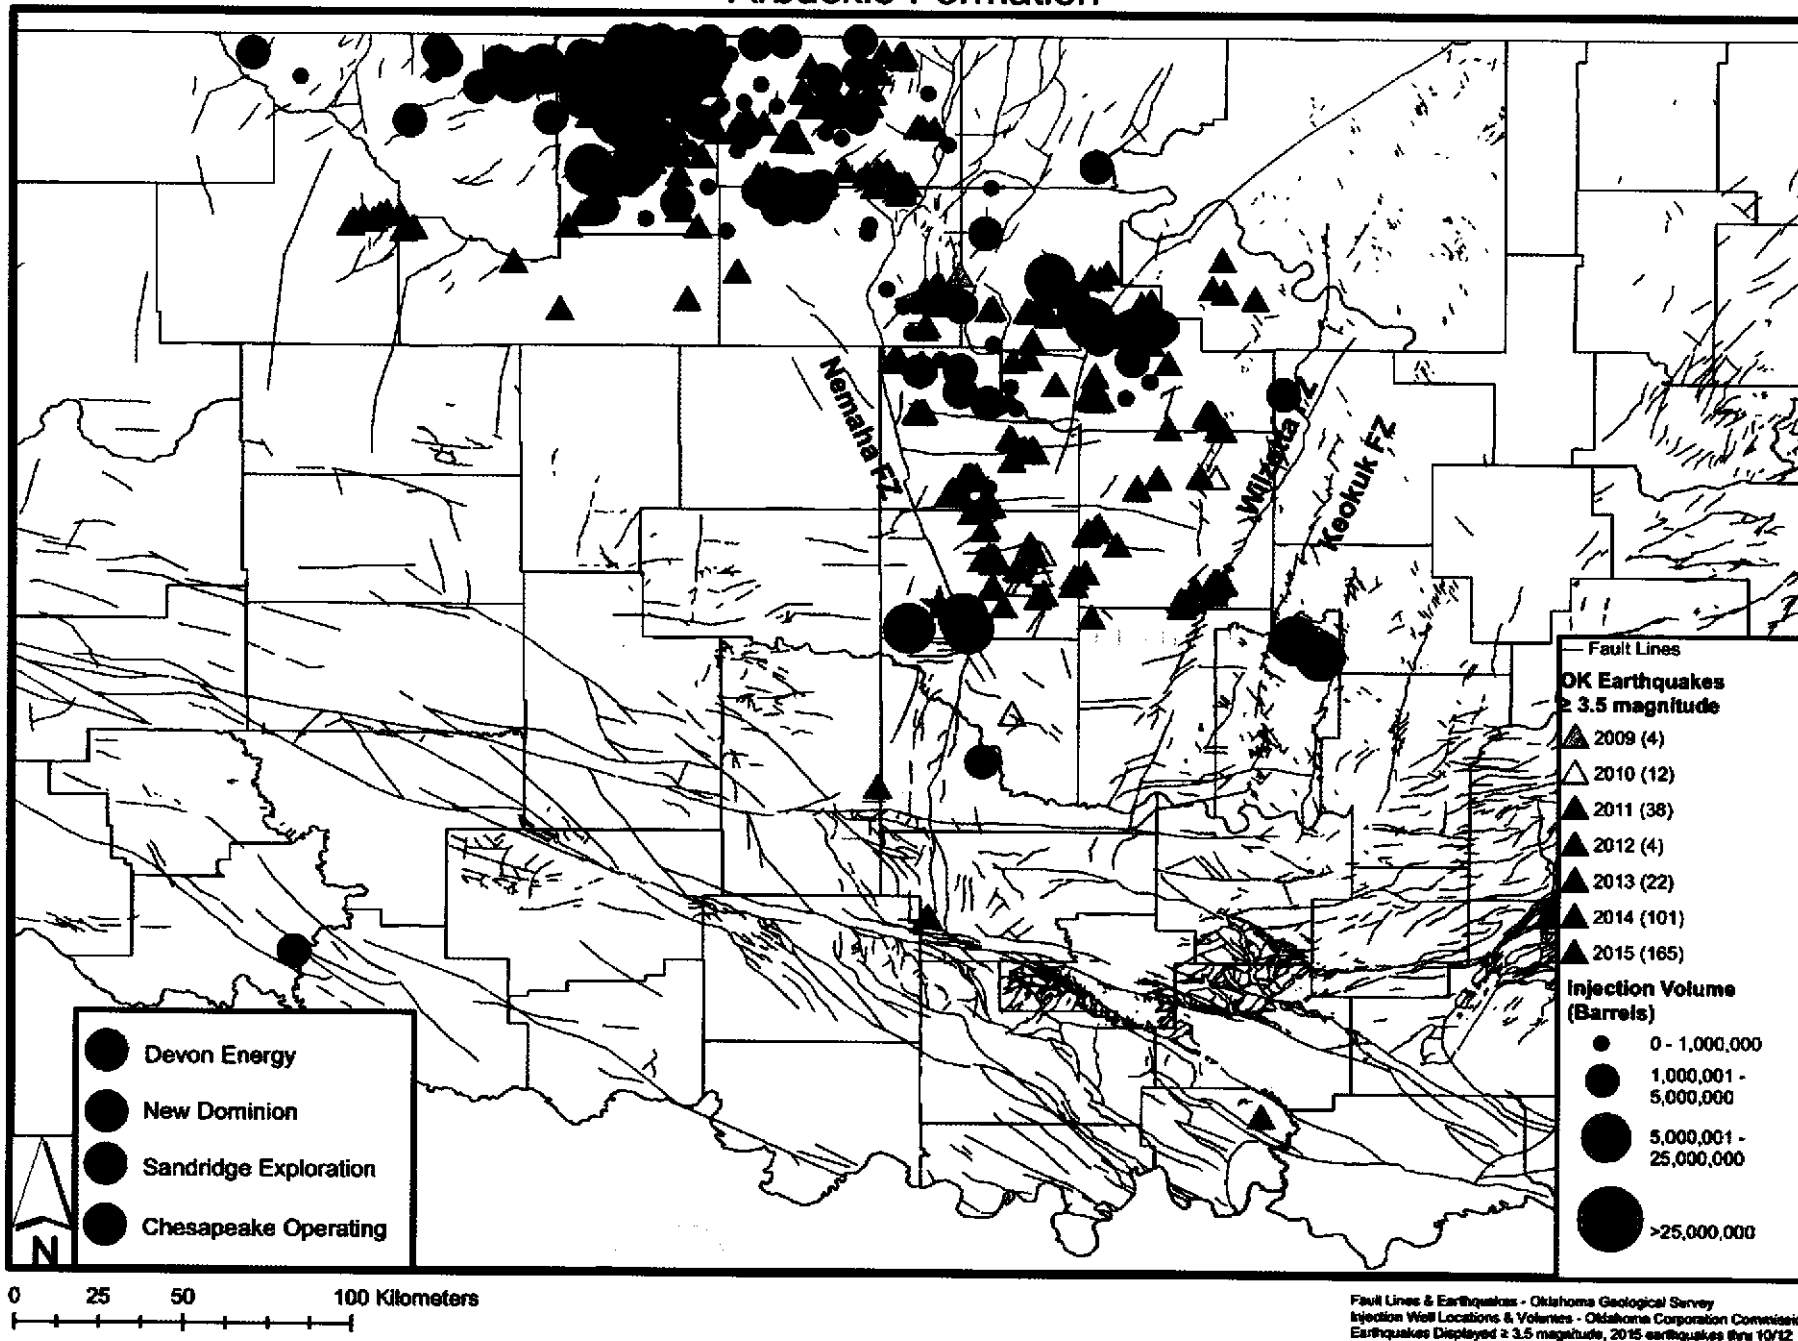 Arbuckle Formation
Nemaha FZ
Wilzetta FZ
Keokuk FZ
Fault Lines
OK Earthquakes
≥ 3.5 magnitude
2009 (4)
2010 (12)
2011 (38)
2012 (4)
2013 (22)
2014 (101)
2015 (165)
Injection Volume
(Barrels)
0 - 1,000,000
1,000,001 -
5,000,000
5,000,001 -
25,000,000
>25,000,000
Devon Energy
New Dominion
Sandridge Exploration
Chesapeake Operating
N
0 25 50 100 Kilometers
Fault Lines & Earthquakes - Oklahoma Geological Survey
Injection Well Locations & Volumes - Oklahoma Corporation Commissi
Earthquakes Displayed ≥ 3.5 magnitude, 2015 earthquakes thru 10/12